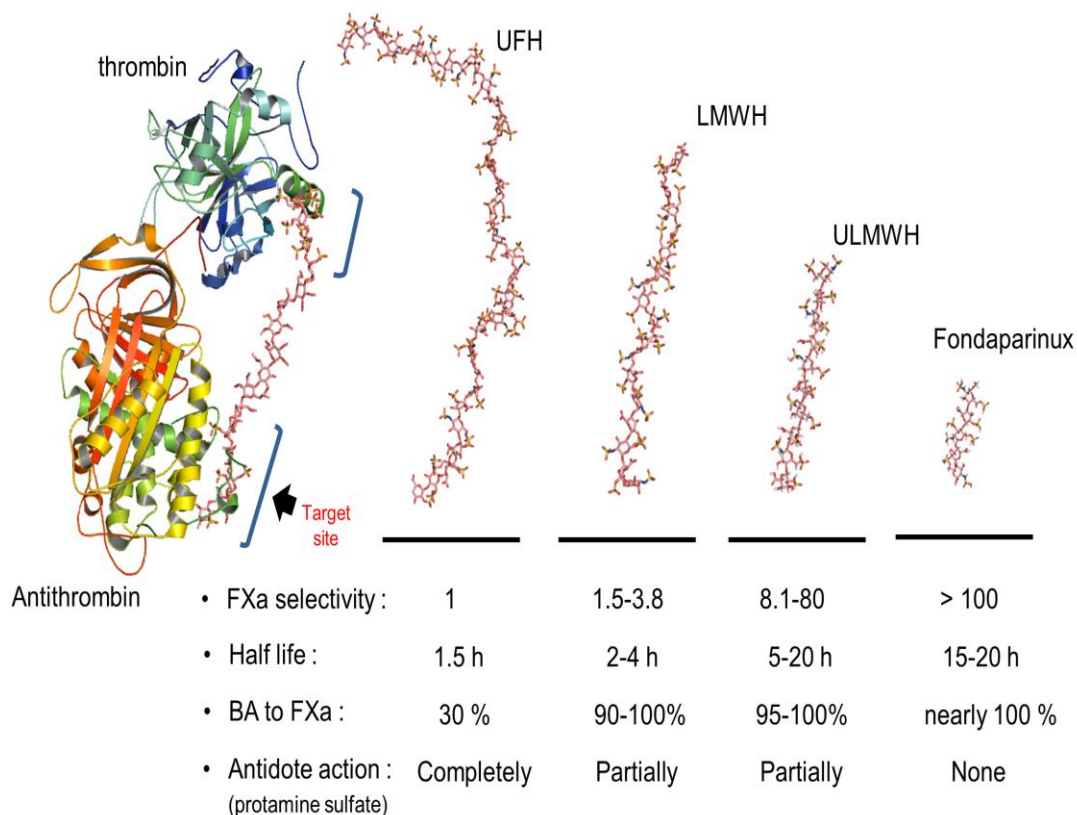 UFH
thrombin
LMWH
ULMWH
Fondaparinux
Target
site
Antithrombin
• FXa selectivity : 1 1.5-3.8 8.1-80 > 100
• Half life : 1.5 h 2-4 h 5-20 h 15-20 h
• BA to FXa : 30 % 90-100% 95-100% nearly 100 %
• Antidote action : Completely Partially Partially None
(protamine sulfate)